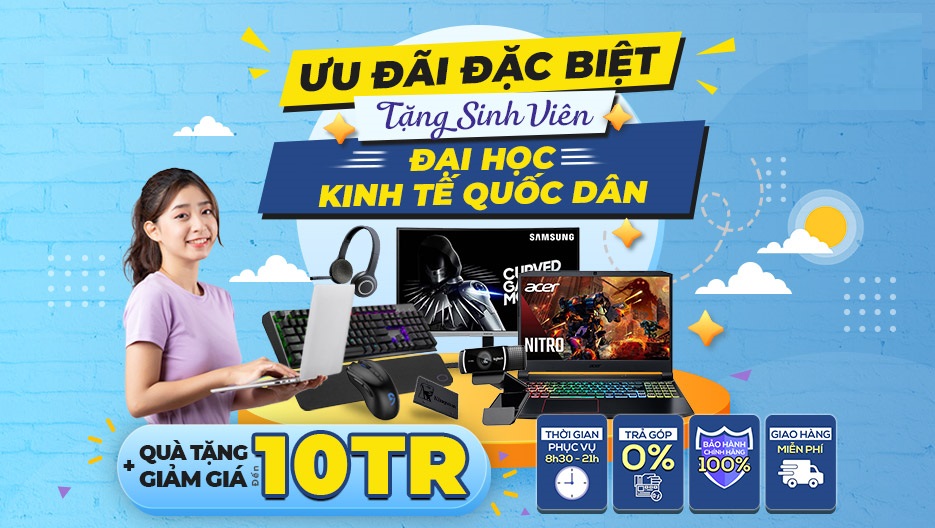 ƯU ĐÃI ĐẶC BIỆT
Tặng Sinh Viên
ĐẠI HỌC
KINH TẾ QUỐC DÂN
SAMSUNG
CURVED
acer
NITRO
+ QUÀ TẶNG
GIẢM GIÁ
Đến
10TR
THỜI GIAN
PHỤC VỤ
8h30 - 21h
TRẢ GÓP
0%
BẢO HÀNH
CHÍNH HÃNG
100%
GIAO HÀNG
MIỄN PHÍ